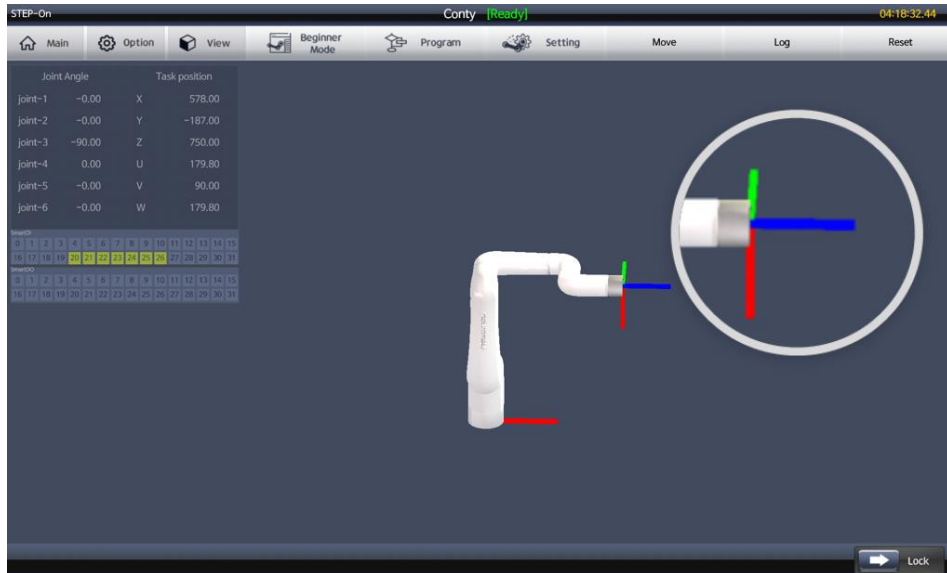 STEP-On Conty [Ready] 04:18:32.44
Main Option View Beginner Mode Program Setting Move Log Reset
Joint Angle Task position
joint-1 -0.00 X 578.00
joint-2 -0.00 Y -187.00
joint-3 -90.00 Z 750.00
joint-4 0.00 U 179.80
joint-5 -0.00 V 90.00
joint-6 -0.00 W 179.80
SmartDI
0 1 2 3 4 5 6 7 8 9 10 11 12 13 14 15
16 17 18 19 20 21 22 23 24 25 26 27 28 29 30 31
SmartDO
0 1 2 3 4 5 6 7 8 9 10 11 12 13 14 15
16 17 18 19 20 21 22 23 24 25 26 27 28 29 30 31
Lock